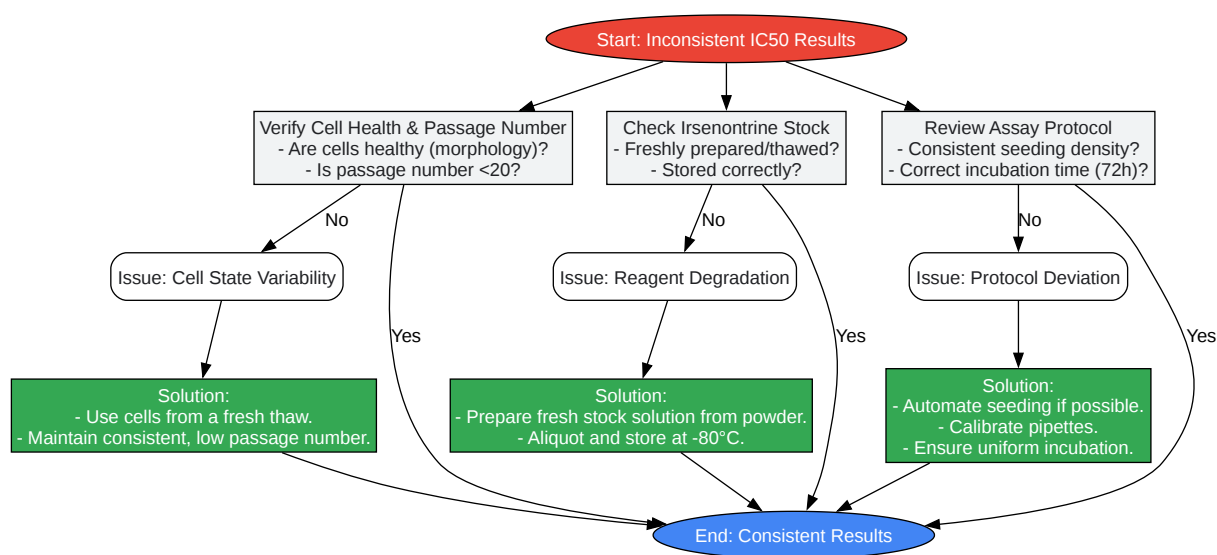 Start: Inconsistent IC50 Results
Verify Cell Health & Passage Number
- Are cells healthy (morphology)?
- Is passage number <20?
Check Irsenontrine Stock
- Freshly prepared/thawed?
- Stored correctly?
Review Assay Protocol
- Consistent seeding density?
- Correct incubation time (72h)?
No
No
No
Issue: Cell State Variability
Issue: Reagent Degradation
Issue: Protocol Deviation
Yes
Yes
Yes
Solution:
- Use cells from a fresh thaw.
- Maintain consistent, low passage number.
Solution:
- Prepare fresh stock solution from powder.
- Aliquot and store at -80°C.
Solution:
- Automate seeding if possible.
- Calibrate pipettes.
- Ensure uniform incubation.
End: Consistent Results